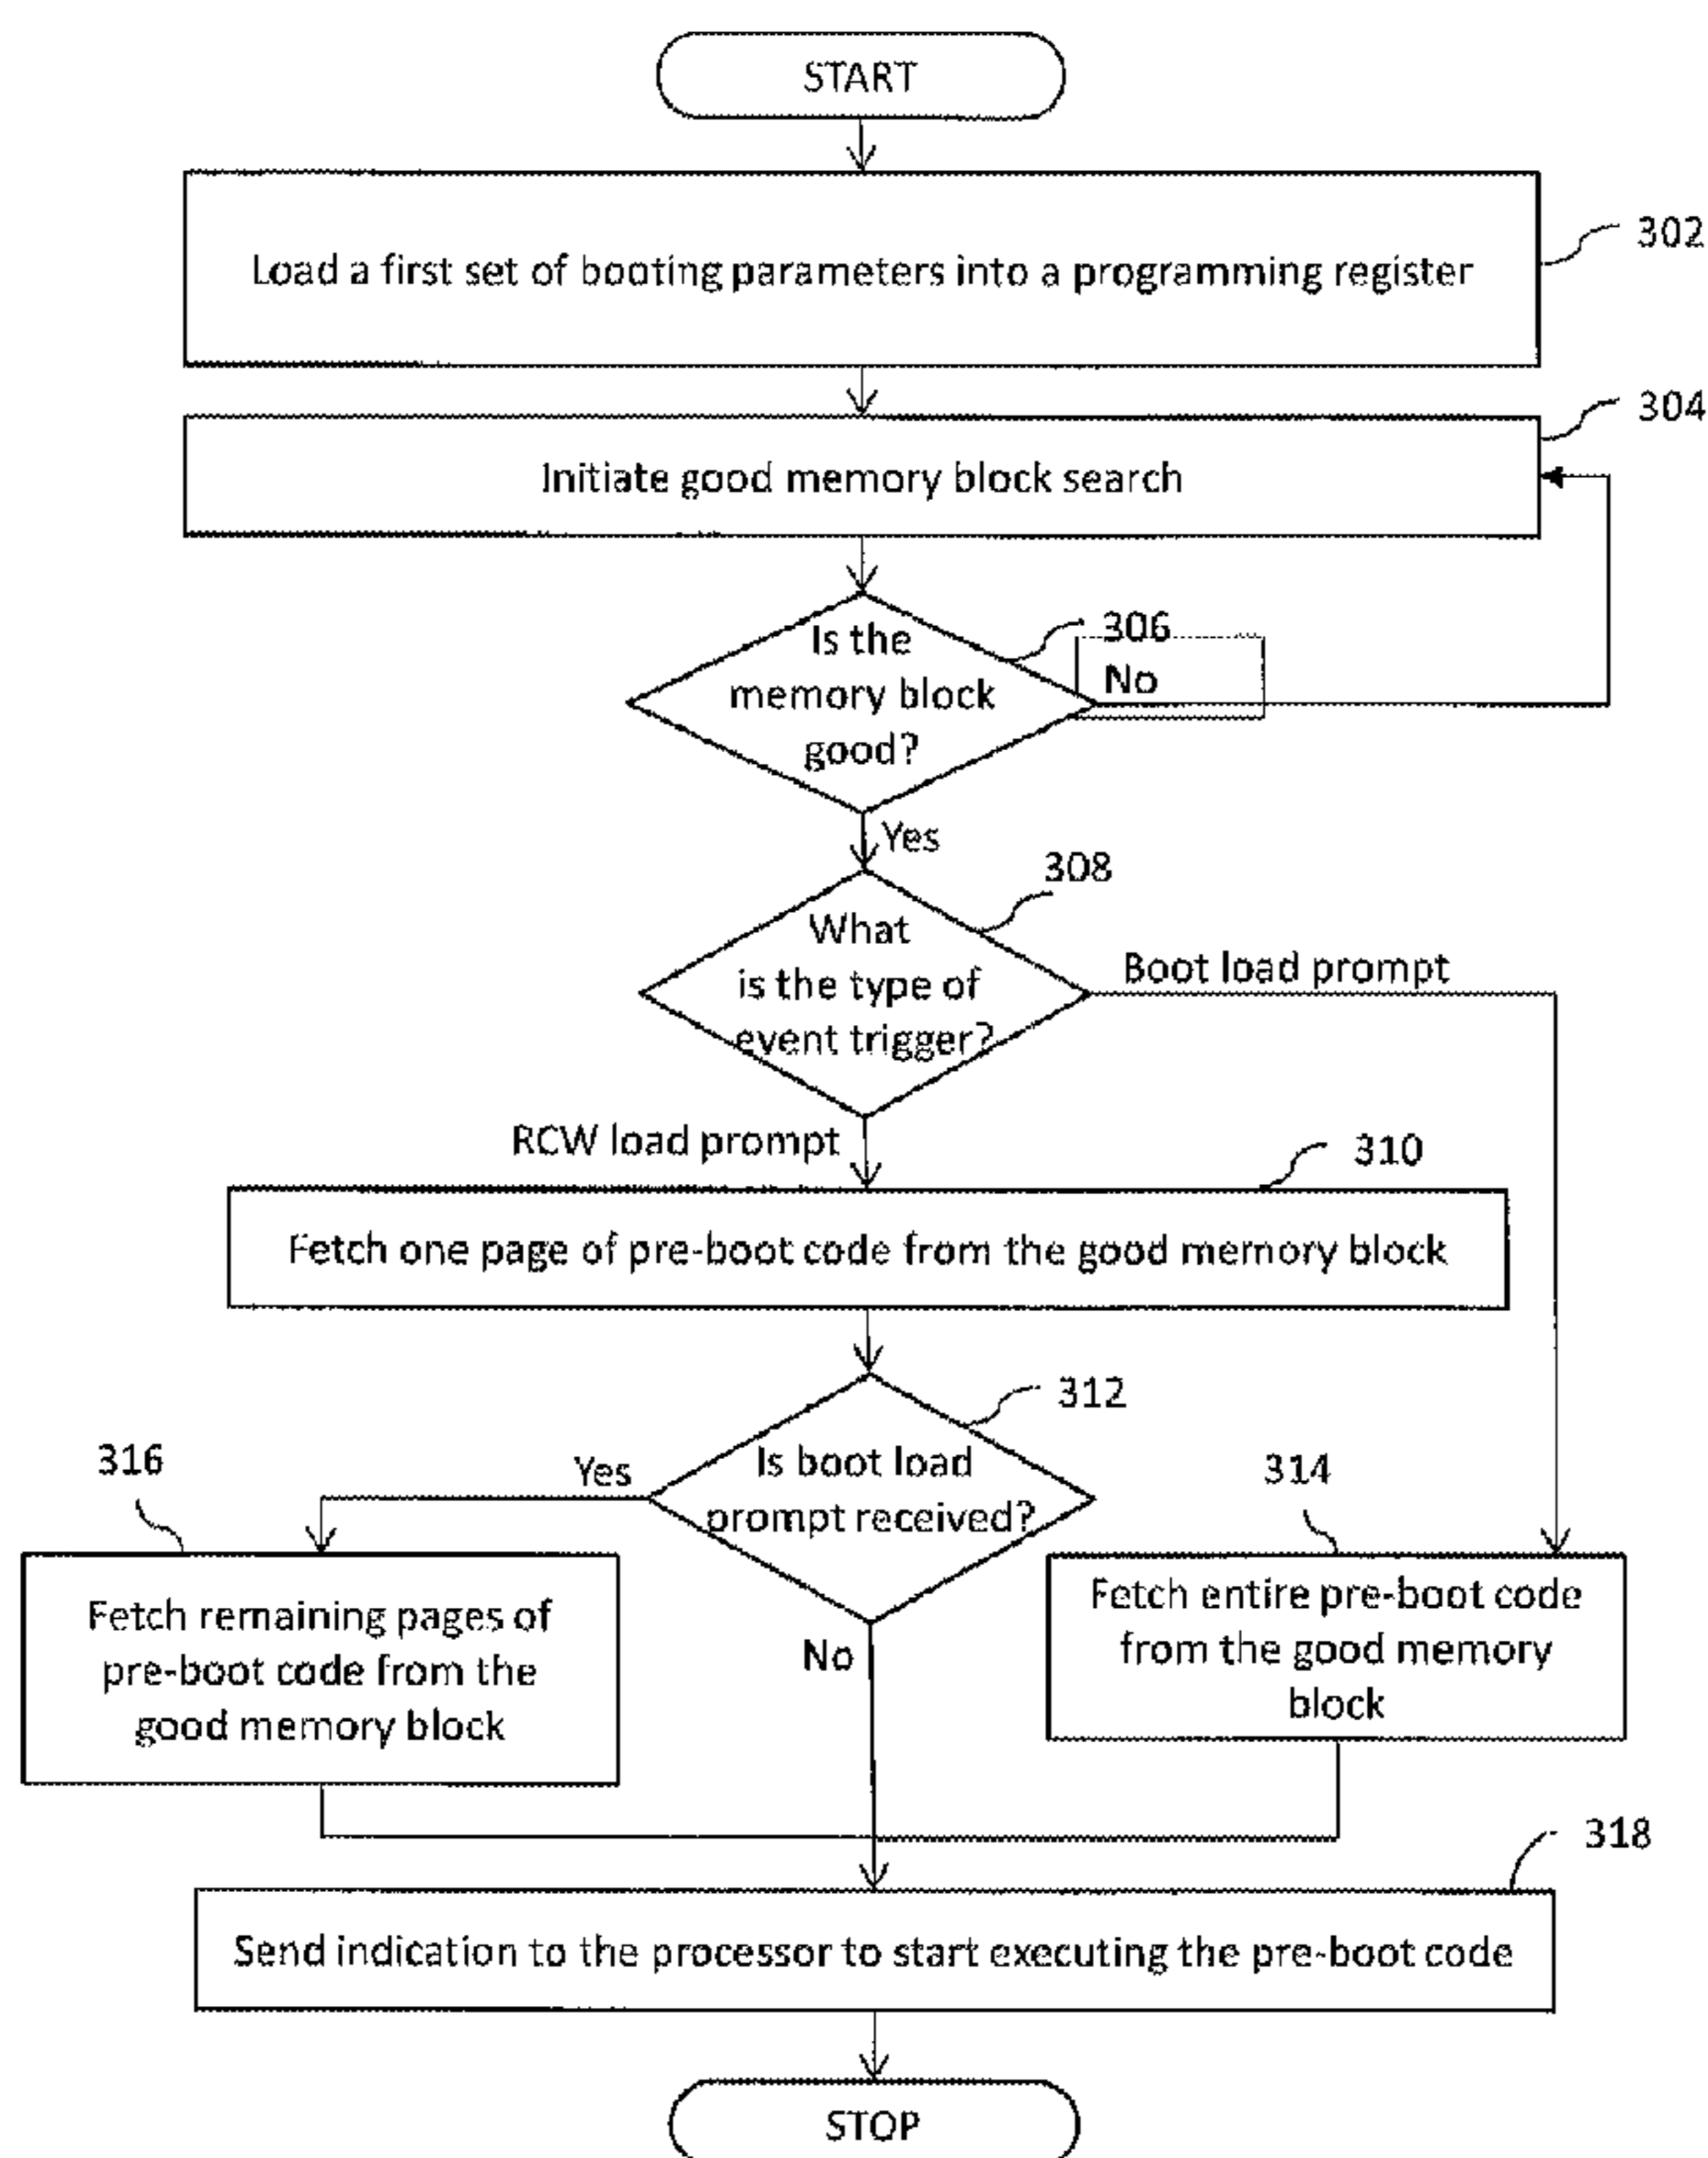 START
Load a first set of booting parameters into a programming register
302
Initiate good memory block search
304
Is the
memory block
good?
306
No
Yes
What
is the type of
event trigger?
308
Boot load prompt
RCW load prompt
310
Fetch one page of pre-boot code from the good memory block
312
Is boot load
prompt received?
Yes
No
316
Fetch remaining pages of
pre-boot code from the
good memory block
314
Fetch entire pre-boot code
from the good memory
block
318
Send indication to the processor to start executing the pre-boot code
STOP